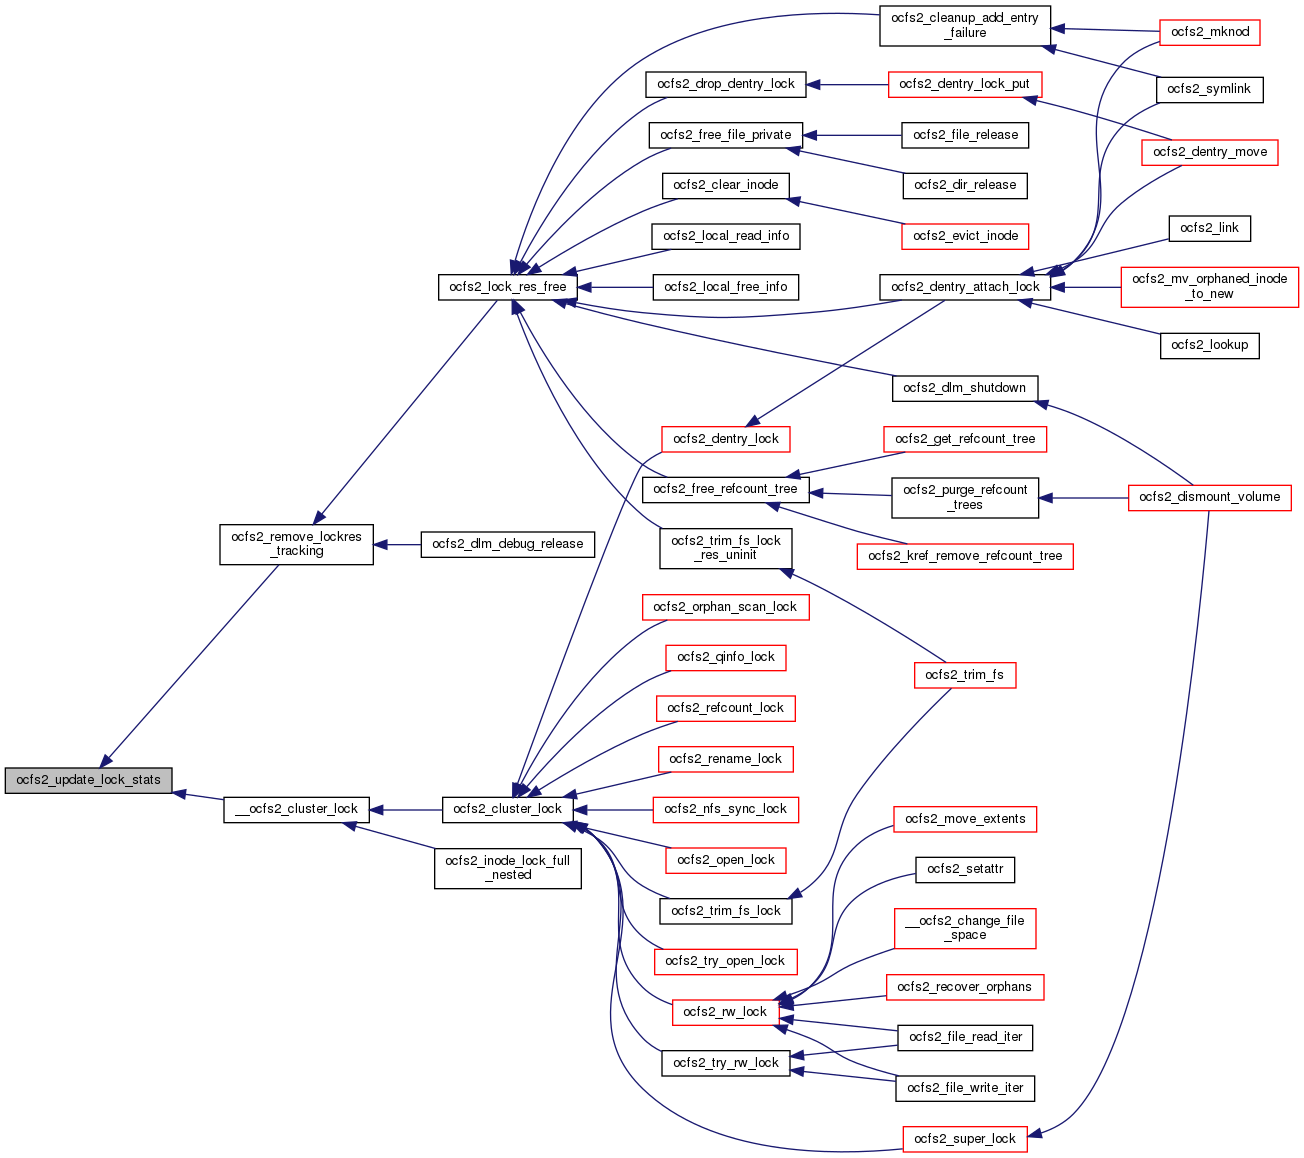 ocfs2_cleanup_add_entry
_failure
ocfs2_mknod
ocfs2_drop_dentry_lock
ocfs2_dentry_lock_put
ocfs2_symlink
ocfs2_free_file_private
ocfs2_file_release
ocfs2_dentry_move
ocfs2_clear_inode
ocfs2_dir_release
ocfs2_local_read_info
ocfs2_evict_inode
ocfs2_link
ocfs2_lock_res_free
ocfs2_local_free_info
ocfs2_dentry_attach_lock
ocfs2_mv_orphaned_inode
_to_new
ocfs2_lookup
ocfs2_dlm_shutdown
ocfs2_dentry_lock
ocfs2_get_refcount_tree
ocfs2_free_refcount_tree
ocfs2_purge_refcount
_trees
ocfs2_dismount_volume
ocfs2_remove_lockres
_tracking
ocfs2_dlm_debug_release
ocfs2_trim_fs_lock
_res_uninit
ocfs2_kref_remove_refcount_tree
ocfs2_orphan_scan_lock
ocfs2_qinfo_lock
ocfs2_trim_fs
ocfs2_refcount_lock
ocfs2_rename_lock
ocfs2_update_lock_stats
__ocfs2_cluster_lock
ocfs2_cluster_lock
ocfs2_nfs_sync_lock
ocfs2_move_extents
ocfs2_inode_lock_full
_nested
ocfs2_open_lock
ocfs2_setattr
ocfs2_trim_fs_lock
__ocfs2_change_file
_space
ocfs2_try_open_lock
ocfs2_recover_orphans
ocfs2_rw_lock
ocfs2_file_read_iter
ocfs2_try_rw_lock
ocfs2_file_write_iter
ocfs2_super_lock